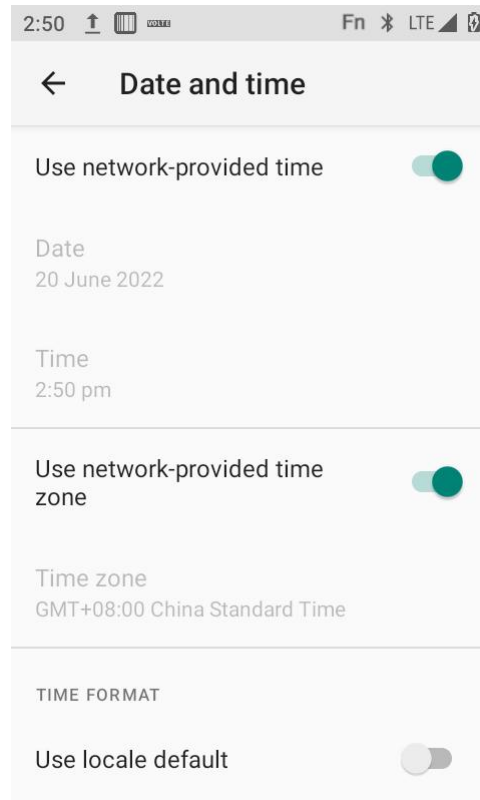 2:50 VOLTE Fn LTE
Date and time
Use network-provided time
Date
20 June 2022
Time
2:50 pm
Use network-provided time
zone
Time zone
GMT+08:00 China Standard Time
TIME FORMAT
Use locale default